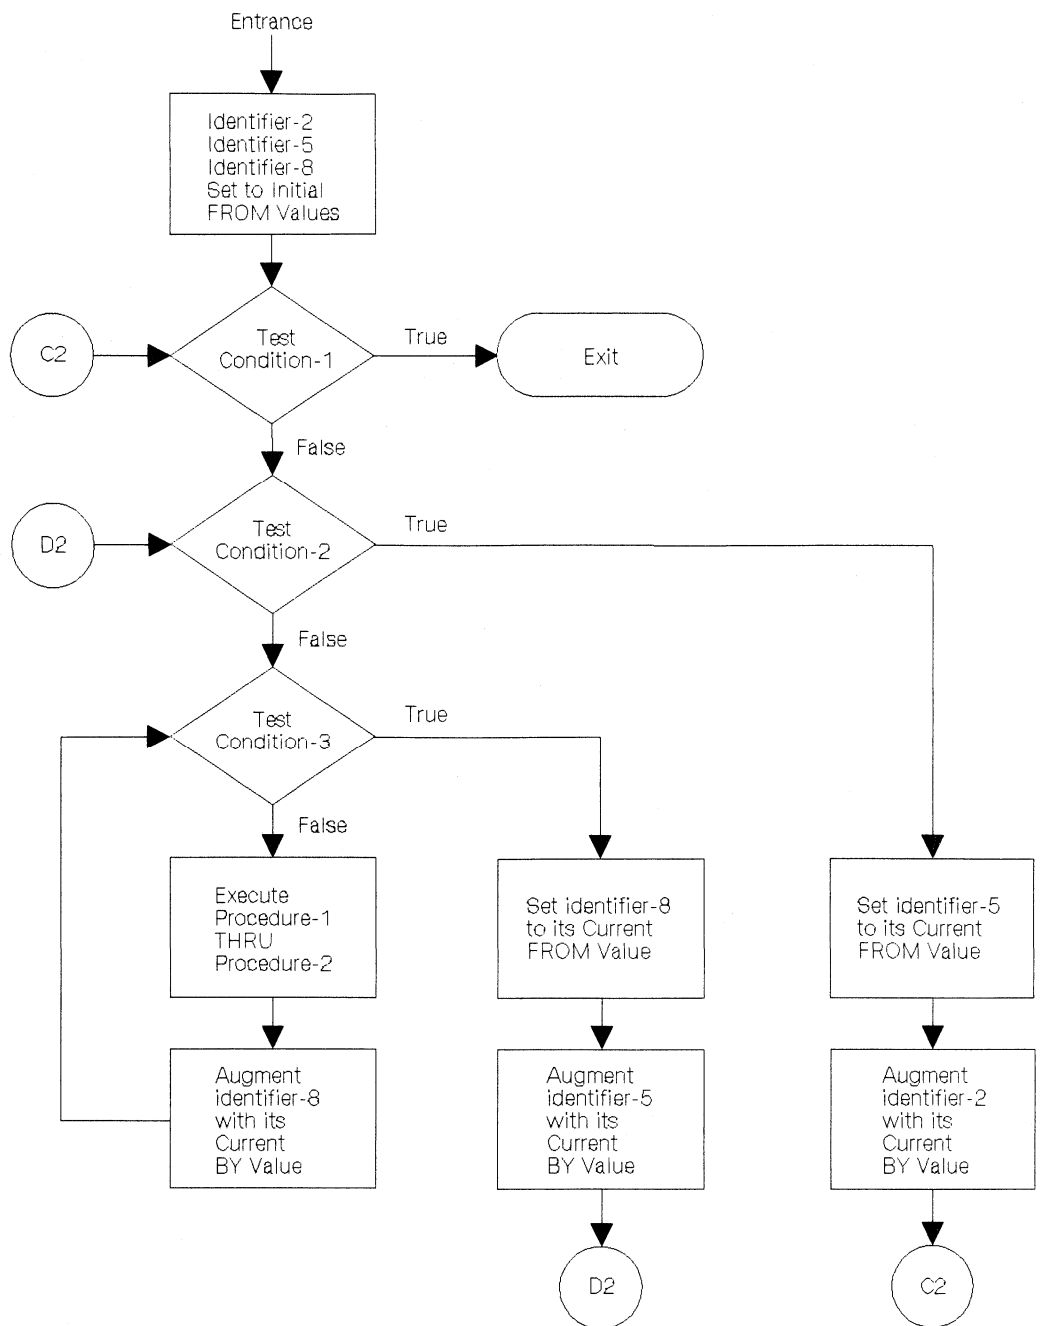 Entrance
Identifier-2
Identifier-5
Identifier-8
Set to Initial
FROM Values
C2
Test
Condition-1
True
Exit
False
D2
Test
Condition-2
True
False
Test
Condition-3
True
False
Execute
Procedure-1
THRU
Procedure-2
Set identifier-8
to its Current
FROM Value
Set identifier-5
to its Current
FROM Value
Augment
identifier-8
with its
Current
BY Value
Augment
identifier-5
with its
Current
BY Value
Augment
identifier-2
with its
Current
BY Value
D2
C2